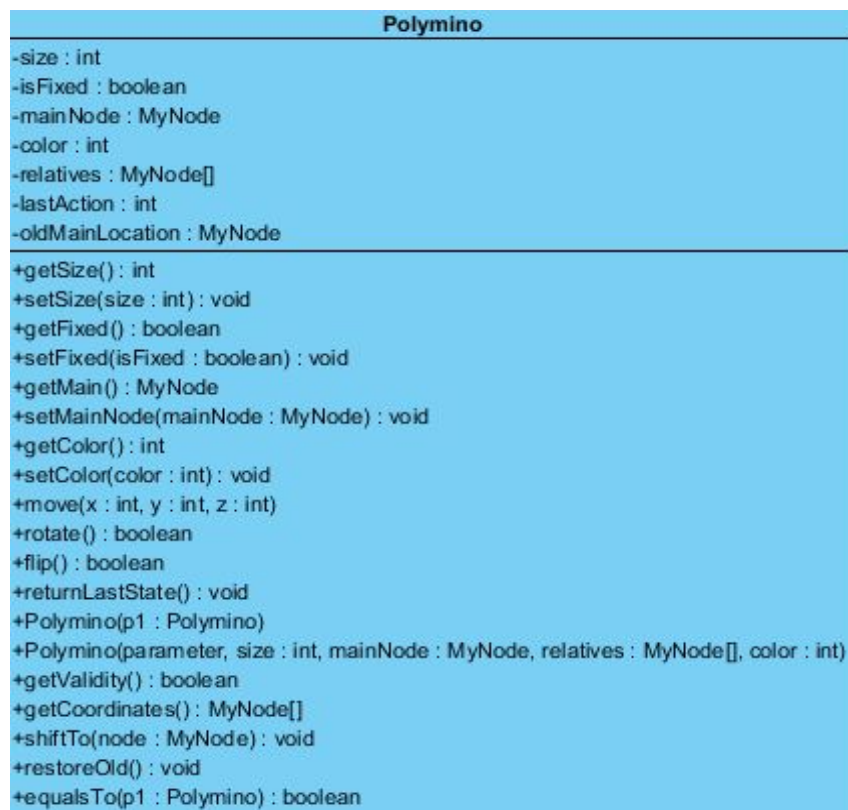 Polymino
-size : int
-isFixed : boolean
-mainNode : MyNode
-color : int
-relatives : MyNode[]
-lastAction : int
-oldMainLocation : MyNode
+getSize() : int
+setSize(size : int) : void
+getFixed() : boolean
+setFixed(isFixed : boolean) : void
+getMain() : MyNode
+setMainNode(mainNode : MyNode) : void
+getColor() : int
+setColor(color : int) : void
+move(x : int, y : int, z : int)
+rotate() : boolean
+flip() : boolean
+returnLastState() : void
+Polymino(p1 : Polymino)
+Polymino(parameter, size : int, mainNode : MyNode, relatives : MyNode[], color : int)
+getValidity() : boolean
+getCoordinates() : MyNode[]
+shiftTo(node : MyNode) : void
+restoreOld() : void
+equalsTo(p1 : Polymino) : boolean